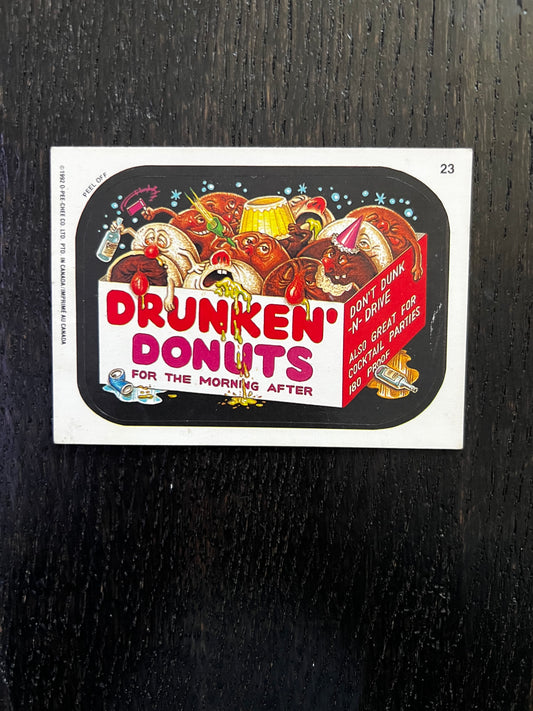 © 1992 O-PEE-CHEE CO. LTD. PTD. IN CANADA / IMPRIMÉ AU CANADA
PEEL OFF
23
DRUNKEN'
DONUTS
FOR THE MORNING AFTER
DON'T DUNK
-N- DRIVE
ALSO GREAT FOR
COCKTAIL PARTIES
180 PROOF